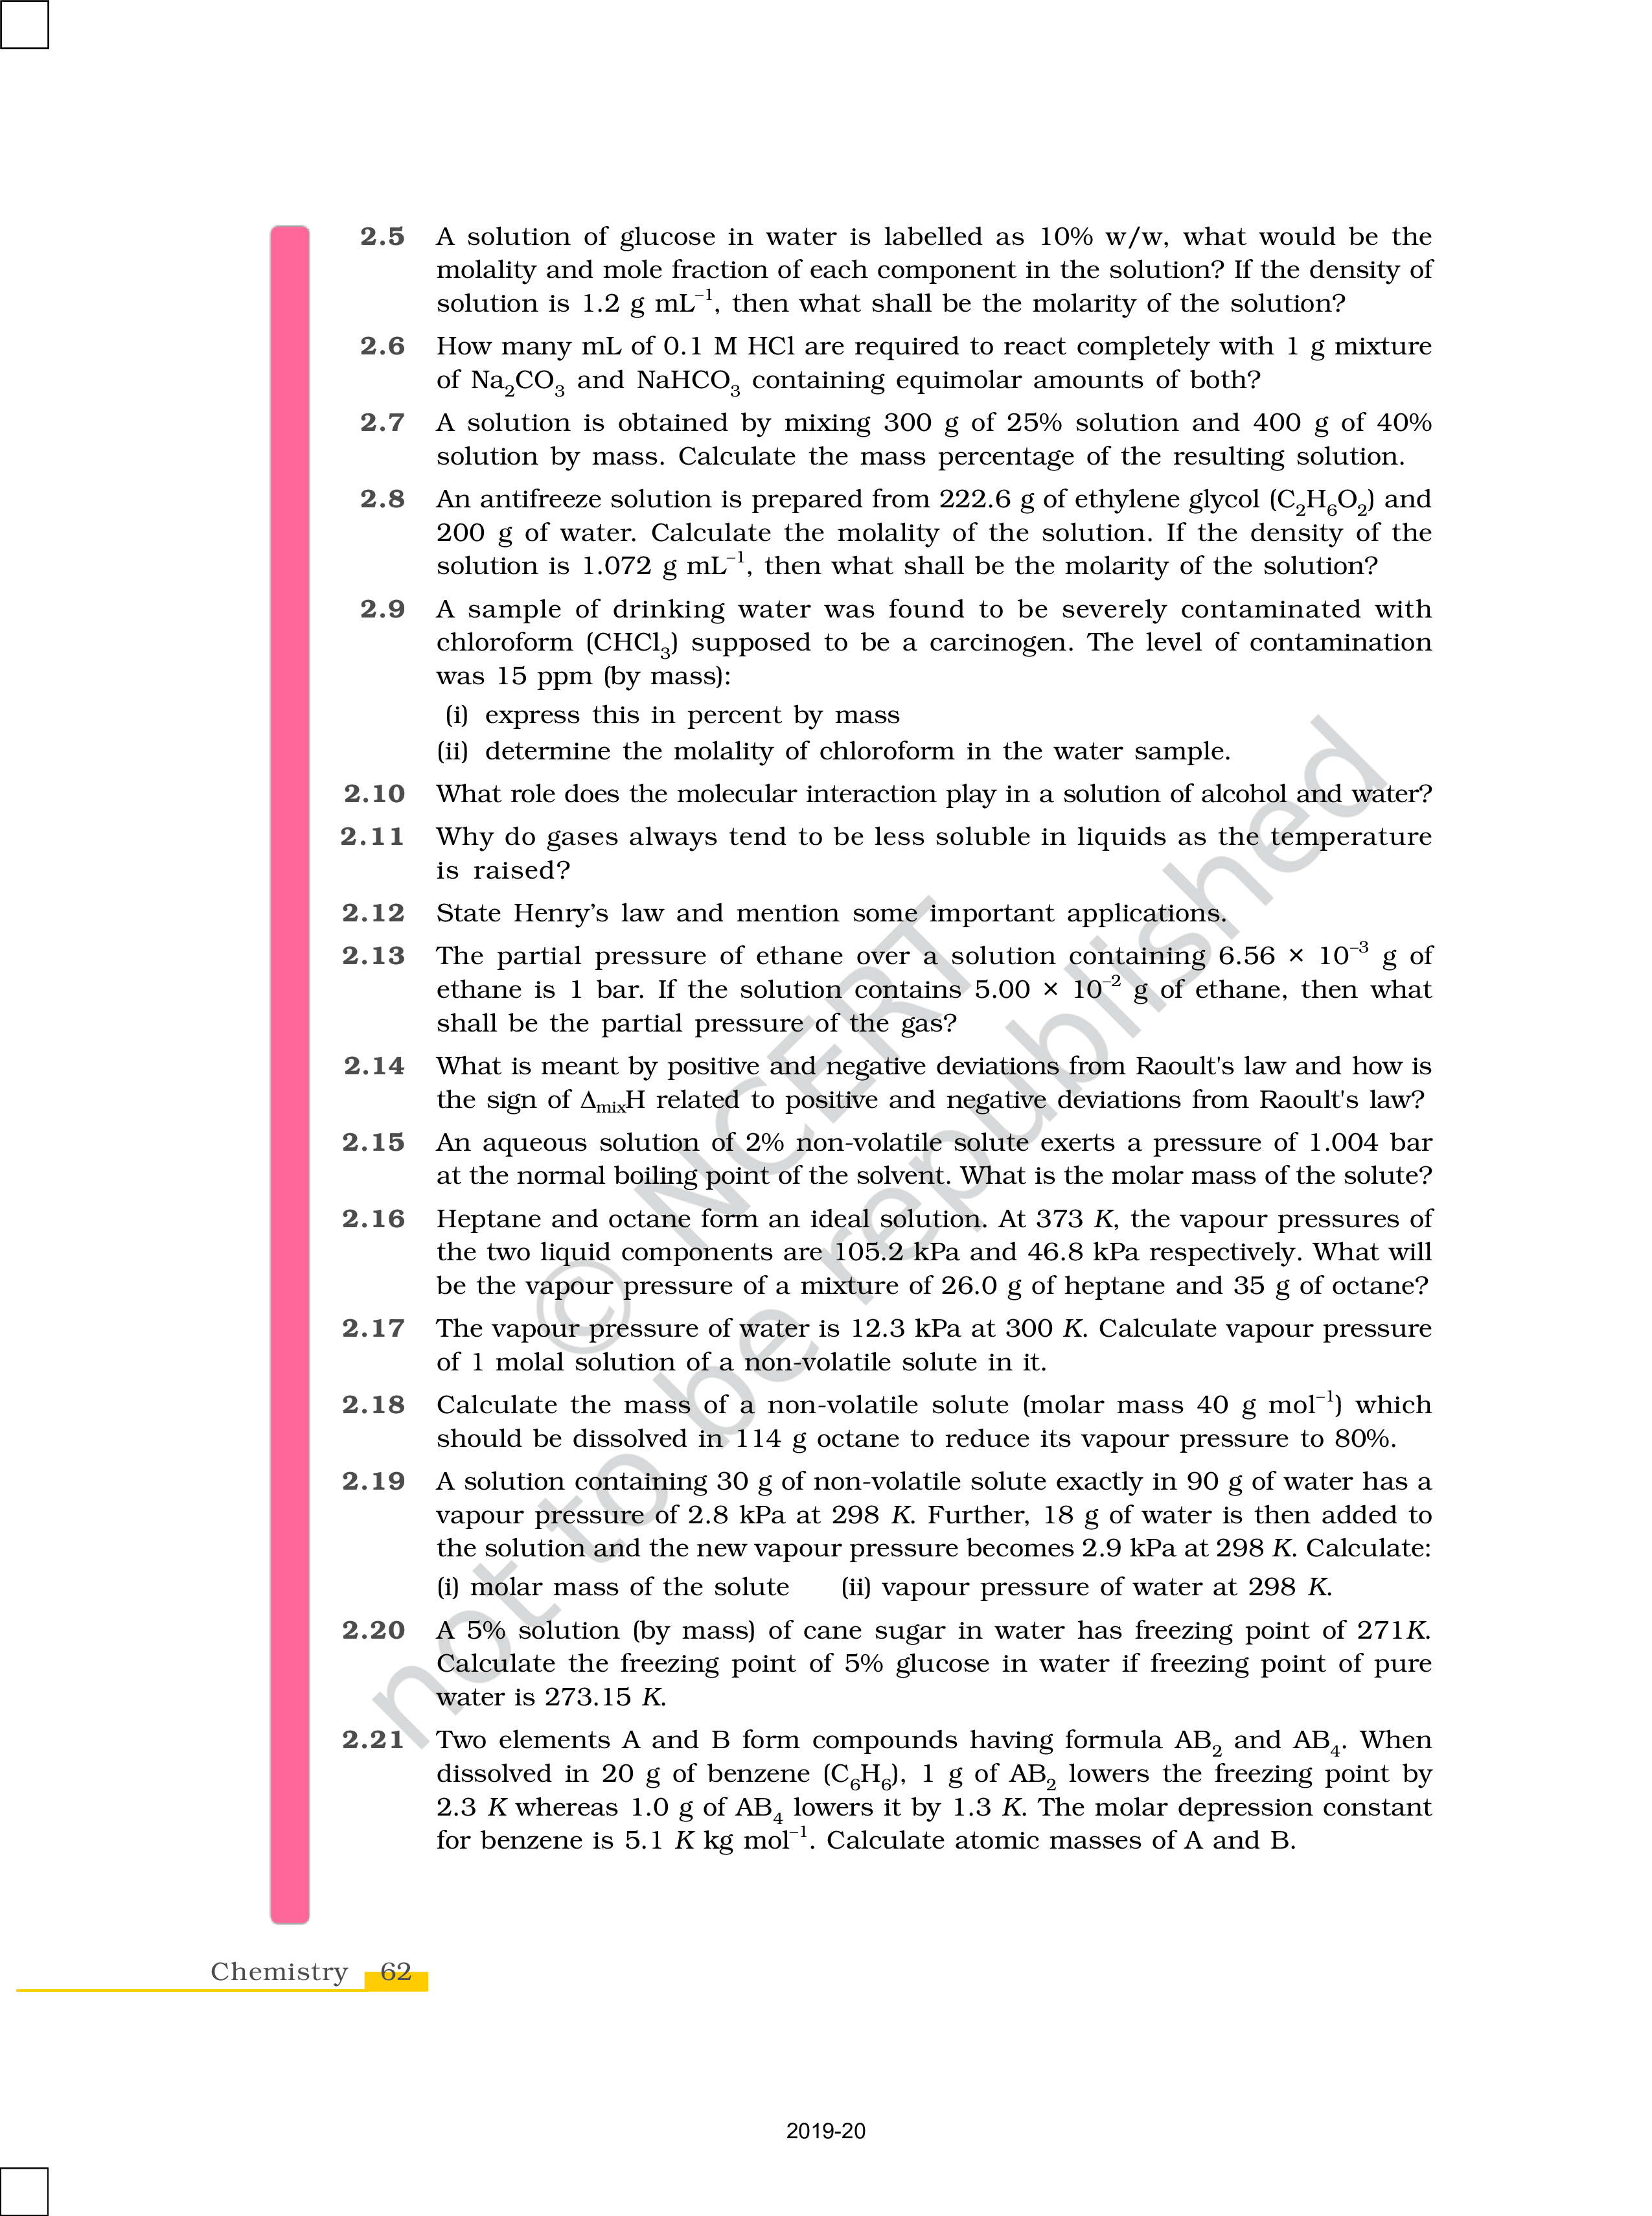 2.5 A solution of glucose in water is labelled as 10% w/w, what would be the
molality and mole fraction of each component in the solution? If the density of
solution is 1.2 g mL⁻¹, then what shall be the molarity of the solution?
2.6 How many mL of 0.1 M HCl are required to react completely with 1 g mixture
of Na₂CO₃ and NaHCO₃ containing equimolar amounts of both?
2.7 A solution is obtained by mixing 300 g of 25% solution and 400 g of 40%
solution by mass. Calculate the mass percentage of the resulting solution.
2.8 An antifreeze solution is prepared from 222.6 g of ethylene glycol (C₂H₆O₂) and
200 g of water. Calculate the molality of the solution. If the density of the
solution is 1.072 g mL⁻¹, then what shall be the molarity of the solution?
2.9 A sample of drinking water was found to be severely contaminated with
chloroform (CHCl₃) supposed to be a carcinogen. The level of contamination
was 15 ppm (by mass):
(i) express this in percent by mass
(ii) determine the molality of chloroform in the water sample.
2.10 What role does the molecular interaction play in a solution of alcohol and water?
2.11 Why do gases always tend to be less soluble in liquids as the temperature
is raised?
2.12 State Henry’s law and mention some important applications.
2.13 The partial pressure of ethane over a solution containing 6.56 × 10⁻³ g of
ethane is 1 bar. If the solution contains 5.00 × 10⁻² g of ethane, then what
shall be the partial pressure of the gas?
2.14 What is meant by positive and negative deviations from Raoult's law and how is
the sign of ΔmixH related to positive and negative deviations from Raoult's law?
2.15 An aqueous solution of 2% non-volatile solute exerts a pressure of 1.004 bar
at the normal boiling point of the solvent. What is the molar mass of the solute?
2.16 Heptane and octane form an ideal solution. At 373 K, the vapour pressures of
the two liquid components are 105.2 kPa and 46.8 kPa respectively. What will
be the vapour pressure of a mixture of 26.0 g of heptane and 35 g of octane?
2.17 The vapour pressure of water is 12.3 kPa at 300 K. Calculate vapour pressure
of 1 molal solution of a non-volatile solute in it.
2.18 Calculate the mass of a non-volatile solute (molar mass 40 g mol⁻¹) which
should be dissolved in 114 g octane to reduce its vapour pressure to 80%.
2.19 A solution containing 30 g of non-volatile solute exactly in 90 g of water has a
vapour pressure of 2.8 kPa at 298 K. Further, 18 g of water is then added to
the solution and the new vapour pressure becomes 2.9 kPa at 298 K. Calculate:
(i) molar mass of the solute (ii) vapour pressure of water at 298 K.
2.20 A 5% solution (by mass) of cane sugar in water has freezing point of 271K.
Calculate the freezing point of 5% glucose in water if freezing point of pure
water is 273.15 K.
2.21 Two elements A and B form compounds having formula AB₂ and AB₄. When
dissolved in 20 g of benzene (C₆H₆), 1 g of AB₂ lowers the freezing point by
2.3 K whereas 1.0 g of AB₄ lowers it by 1.3 K. The molar depression constant
for benzene is 5.1 K kg mol⁻¹. Calculate atomic masses of A and B.
© NCERT
not to be republished
Chemistry 62
2019-20